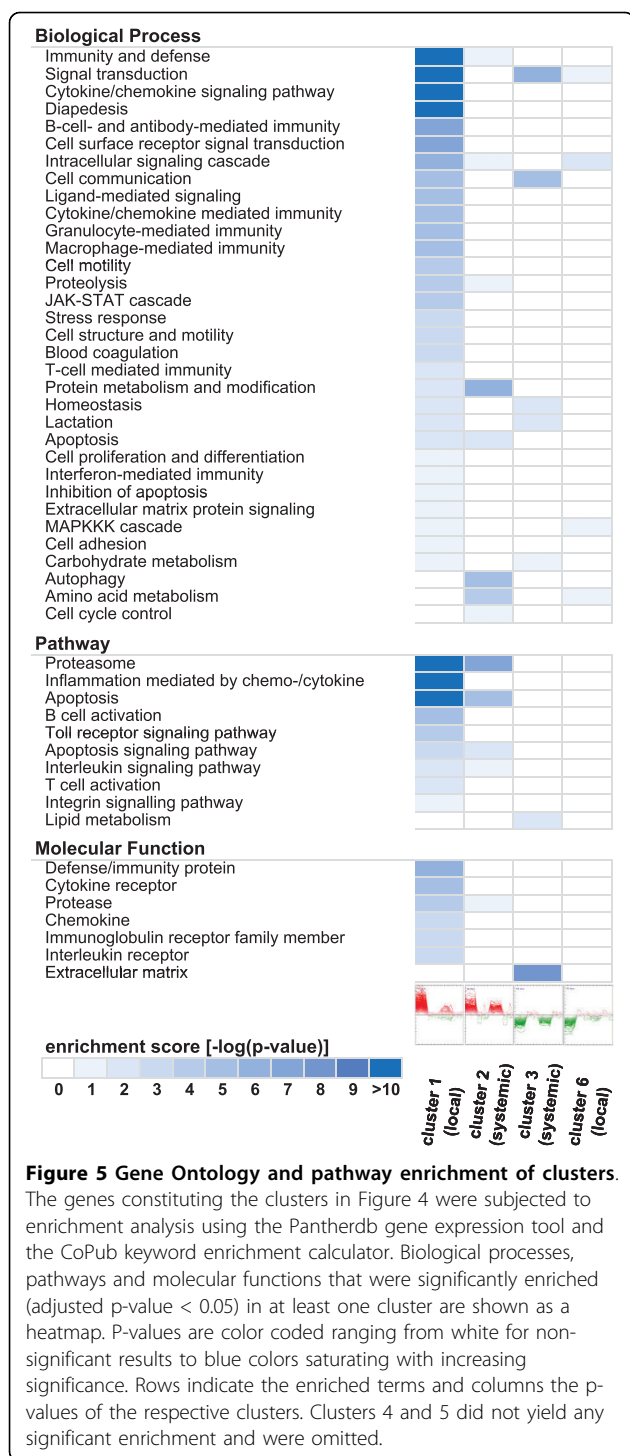 Biological Process
Immunity and defense
Signal transduction
Cytokine/chemokine signaling pathway
Diapedesis
B-cell- and antibody-mediated immunity
Cell surface receptor signal transduction
Intracellular signaling cascade
Cell communication
Ligand-mediated signaling
Cytokine/chemokine mediated immunity
Granulocyte-mediated immunity
Macrophage-mediated immunity
Cell motility
Proteolysis
JAK-STAT cascade
Stress response
Cell structure and motility
Blood coagulation
T-cell mediated immunity
Protein metabolism and modification
Homeostasis
Lactation
Apoptosis
Cell proliferation and differentiation
Interferon-mediated immunity
Inhibition of apoptosis
Extracellular matrix protein signaling
MAPKKK cascade
Cell adhesion
Carbohydrate metabolism
Autophagy
Amino acid metabolism
Cell cycle control
Pathway
Proteasome
Inflammation mediated by chemo-/cytokine
Apoptosis
B cell activation
Toll receptor signaling pathway
Apoptosis signaling pathway
Interleukin signaling pathway
T cell activation
Integrin signalling pathway
Lipid metabolism
Molecular Function
Defense/immunity protein
Cytokine receptor
Protease
Chemokine
Immunoglobulin receptor family member
Interleukin receptor
Extracellular matrix
enrichment score [-log(p-value)]
0 1 2 3 4 5 6 7 8 9 >10
cluster 1
(local)
cluster 2
(systemic)
cluster 3
(systemic)
cluster 6
(local)
Figure 5 Gene Ontology and pathway enrichment of clusters.
The genes constituting the clusters in Figure 4 were subjected to
enrichment analysis using the Pantherdb gene expression tool and
the CoPub keyword enrichment calculator. Biological processes,
pathways and molecular functions that were significantly enriched
(adjusted p-value < 0.05) in at least one cluster are shown as a
heatmap. P-values are color coded ranging from white for non-
significant results to blue colors saturating with increasing
significance. Rows indicate the enriched terms and columns the p-
values of the respective clusters. Clusters 4 and 5 did not yield any
significant enrichment and were omitted.